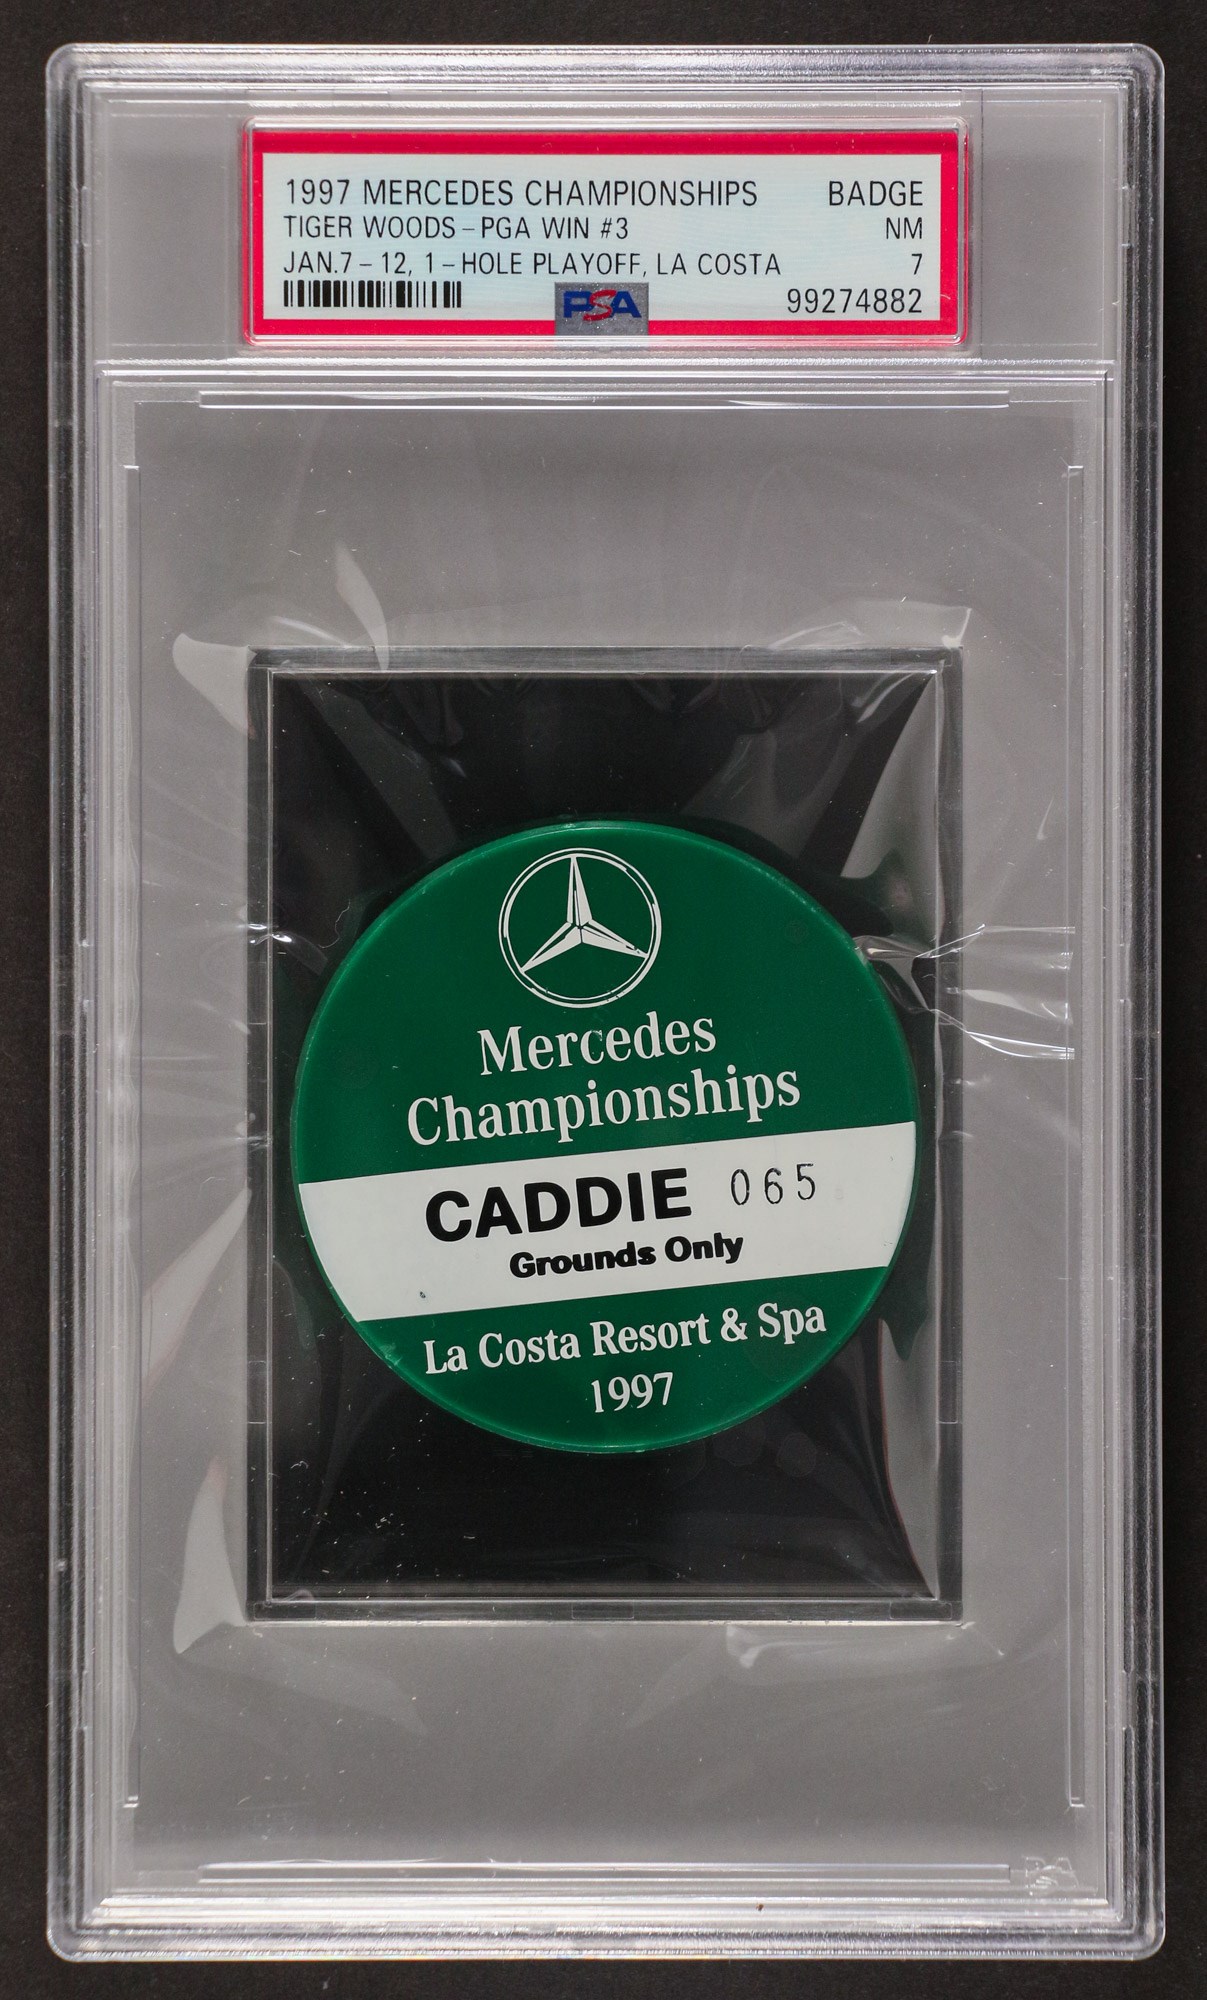 1997 MERCEDES CHAMPIONSHIPS BADGE
TIGER WOODS - PGA WIN #3 NM
JAN.7 - 12, 1 - HOLE PLAYOFF, LA COSTA 7
PSA 99274882
Mercedes
Championships
CADDIE 065
Grounds Only
La Costa Resort & Spa
1997
PSA